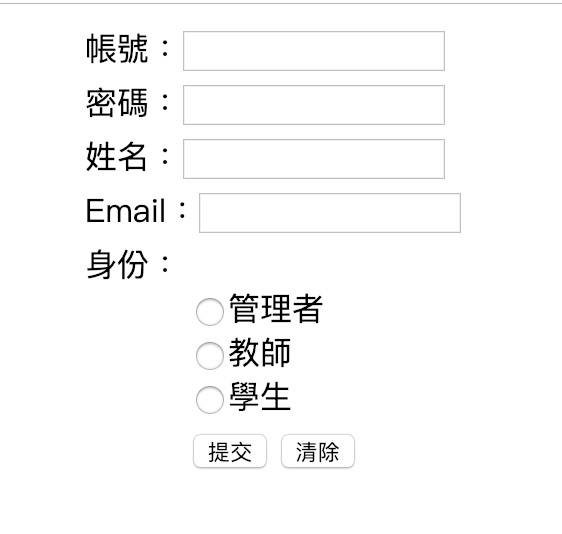 帳號：
密碼：
姓名：
Email：
身份：
管理者
教師
學生
提交 清除